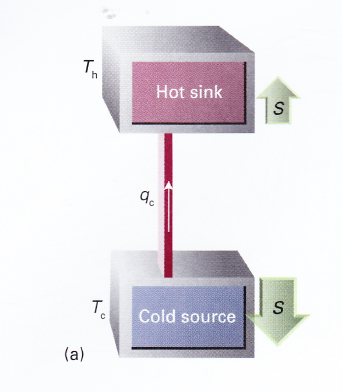 Tₕ
Hot sink
S
q꜀
T꜀
Cold source
S
(a)